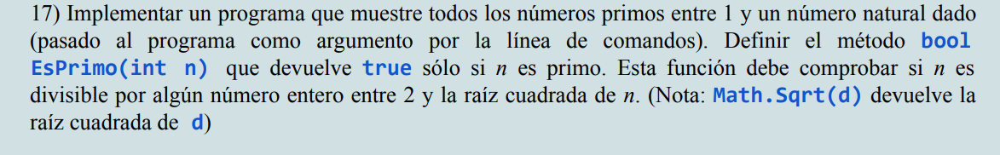 17) Implementar un programa que muestre todos los números primos entre 1 y un número natural dado
(pasado al programa como argumento por la línea de comandos). Definir el método bool
EsPrimo(int n) que devuelve true sólo si n es primo. Esta función debe comprobar si n es
divisible por algún número entero entre 2 y la raíz cuadrada de n. (Nota: Math.Sqrt(d) devuelve la
raíz cuadrada de d)